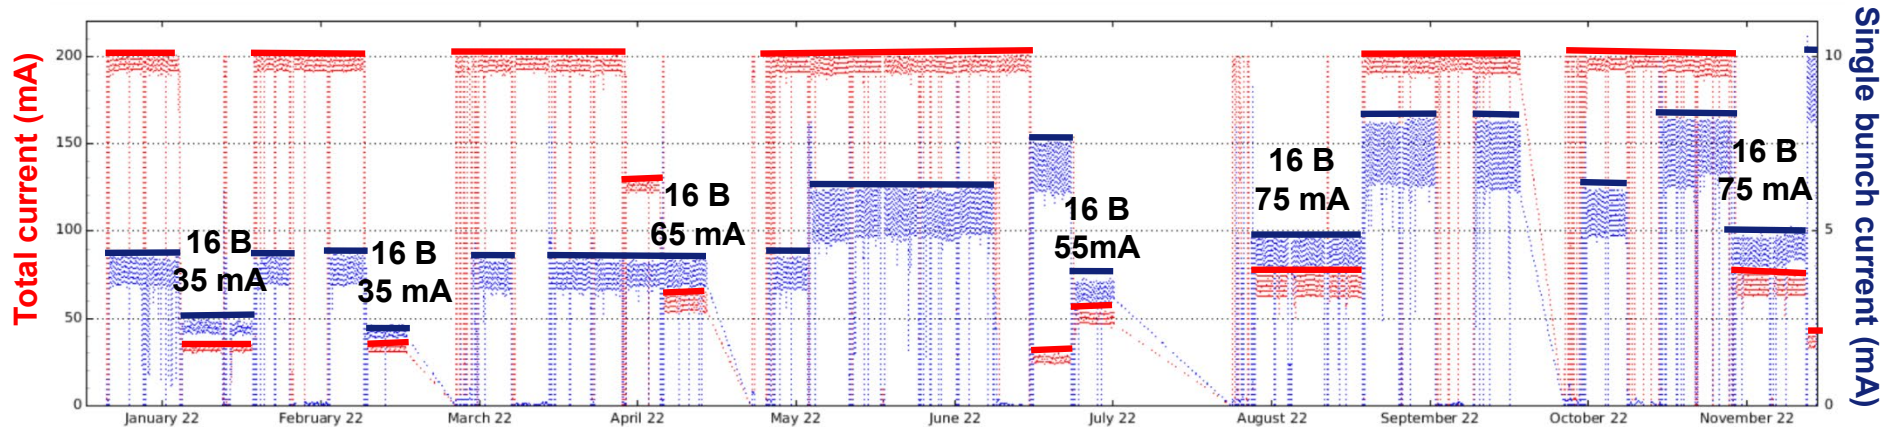 Total current (mA)
200
150
100
50
0
16 B
35 mA
16 B
35 mA
16 B
65 mA
16 B
55mA
16 B
75 mA
16 B
75 mA
10
5
0
Single bunch current (mA)
January 22
February 22
March 22
April 22
May 22
June 22
July 22
August 22
September 22
October 22
November 22